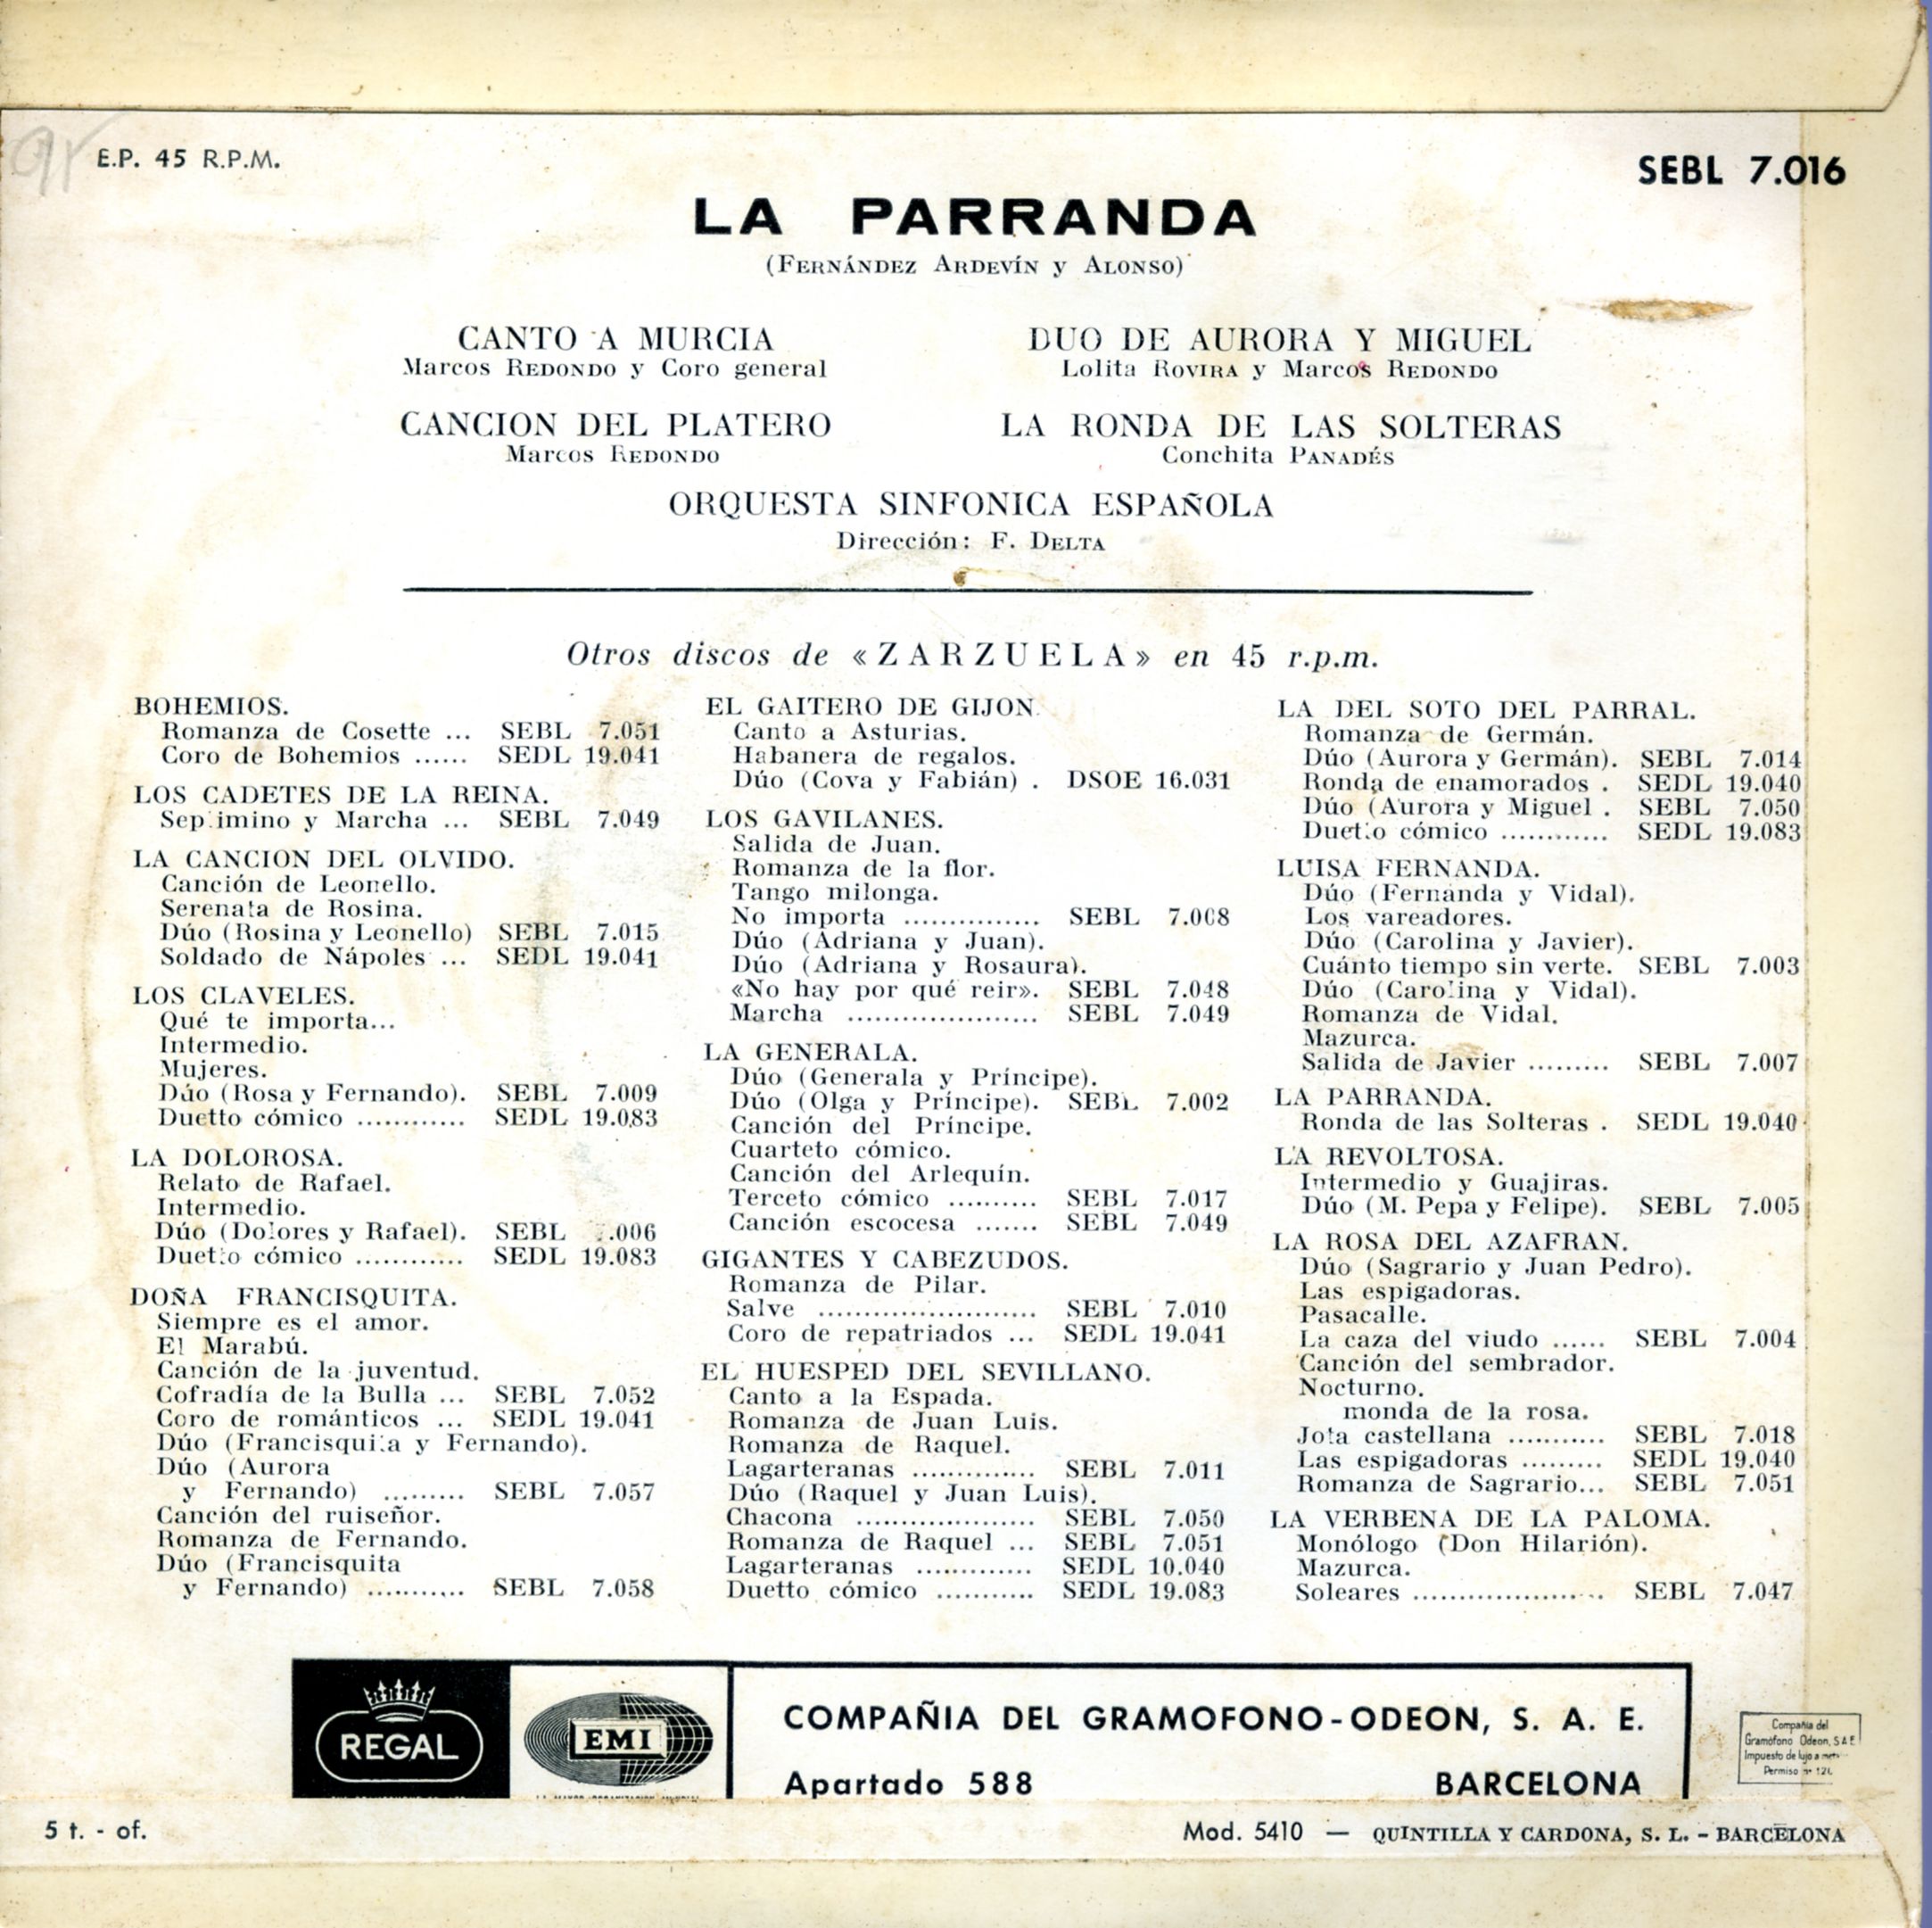 E.P. 45 R.P.M.
SEBL 7.016
LA PARRANDA
(Fernández Ardevín y Alonso)
CANTO A MURCIA
Marcos Redondo y Coro general
CANCION DEL PLATERO
Marcos Redondo
DUO DE AURORA Y MIGUEL
Lolita Rovira y Marcos Redondo
LA RONDA DE LAS SOLTERAS
Conchita Panadés
ORQUESTA SINFONICA ESPAÑOLA
Dirección: F. Delta
Otros discos de «ZARZUELA» en 45 r.p.m.
BOHEMIOS.
Romanza de Cosette ... SEBL 7.051
Coro de Bohemios ...... SEDL 19.041
LOS CADETES DE LA REINA.
Septimino y Marcha ... SEBL 7.049
LA CANCION DEL OLVIDO.
Canción de Leonello.
Serenata de Rosina.
Dúo (Rosina y Leonello) SEBL 7.015
Soldado de Nápoles ... SEDL 19.041
LOS CLAVELES.
Qué te importa...
Intermedio.
Mujeres.
Dúo (Rosa y Fernando). SEBL 7.009
Duetto cómico ............ SEDL 19.083
LA DOLOROSA.
Relato de Rafael.
Intermedio.
Dúo (Dolores y Rafael). SEBL .006
Duetto cómico ............ SEDL 19.083
DOÑA FRANCISQUITA.
Siempre es el amor.
El Marabú.
Canción de la juventud.
Cofradía de la Bulla ... SEBL 7.052
Coro de románticos ... SEDL 19.041
Dúo (Francisquita y Fernando).
Dúo (Aurora
y Fernando) ......... SEBL 7.057
Canción del ruiseñor.
Romanza de Fernando.
Dúo (Francisquita
y Fernando) ........... SEBL 7.058
EL GAITERO DE GIJON.
Canto a Asturias.
Habanera de regalos.
Dúo (Cova y Fabián) . DSOE 16.031
LOS GAVILANES.
Salida de Juan.
Romanza de la flor.
Tango milonga.
No importa ............... SEBL 7.008
Dúo (Adriana y Juan).
Dúo (Adriana y Rosaura).
«No hay por qué reir». SEBL 7.048
Marcha ..................... SEBL 7.049
LA GENERALA.
Dúo (Generala y Príncipe).
Dúo (Olga y Príncipe). SEBL 7.002
Canción del Príncipe.
Cuarteto cómico.
Canción del Arlequín.
Terceto cómico .......... SEBL 7.017
Canción escocesa ....... SEBL 7.049
GIGANTES Y CABEZUDOS.
Romanza de Pilar.
Salve ........................ SEBL 7.010
Coro de repatriados ... SEDL 19.041
EL HUESPED DEL SEVILLANO.
Canto a la Espada.
Romanza de Juan Luis.
Romanza de Raquel.
Lagarteranas .............. SEBL 7.011
Dúo (Raquel y Juan Luis).
Chacona .................... SEBL 7.050
Romanza de Raquel ... SEBL 7.051
Lagarteranas ............. SEDL 10.040
Duetto cómico ........... SEDL 19.083
LA DEL SOTO DEL PARRAL.
Romanza de Germán.
Dúo (Aurora y Germán). SEBL 7.014
Ronda de enamorados . SEDL 19.040
Dúo (Aurora y Miguel . SEBL 7.050
Duetto cómico ............ SEDL 19.083
LUISA FERNANDA.
Dúo (Fernanda y Vidal).
Los vareadores.
Dúo (Carolina y Javier).
Cuánto tiempo sin verte. SEBL 7.003
Dúo (Carolina y Vidal).
Romanza de Vidal.
Mazurca.
Salida de Javier ......... SEBL 7.007
LA PARRANDA.
Ronda de las Solteras . SEDL 19.040
LA REVOLTOSA.
Intermedio y Guajiras.
Dúo (M. Pepa y Felipe). SEBL 7.005
LA ROSA DEL AZAFRAN.
Dúo (Sagrario y Juan Pedro).
Las espigadoras.
Pasacalle.
La caza del viudo ...... SEBL 7.004
Canción del sembrador.
Nocturno.
monda de la rosa.
Jota castellana ........... SEBL 7.018
Las espigadoras ......... SEDL 19.040
Romanza de Sagrario... SEBL 7.051
LA VERBENA DE LA PALOMA.
Monólogo (Don Hilarión).
Mazurca.
Soleares ..................... SEBL 7.047
REGAL
EMI
COMPAÑIA DEL GRAMOFONO-ODEON, S. A. E.
Apartado 588 BARCELONA
Compañía del
Gramófono Odeon, S A E
Impuesto de lujo a
Permiso nº
5 t. - of.
Mod. 5410 — QUINTILLA Y CARDONA, S. L. - BARCELONA